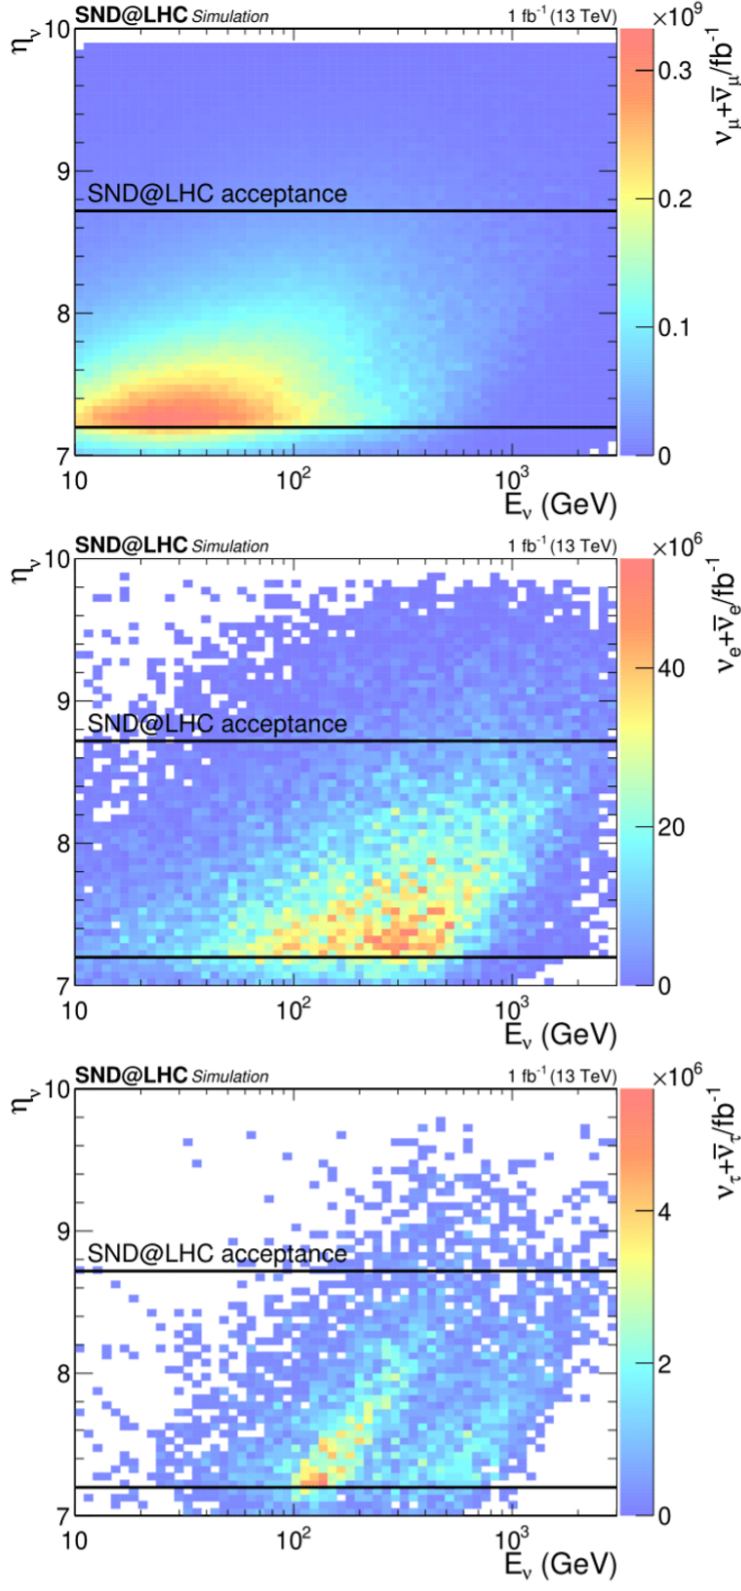 SND@LHC Simulation 1 fb⁻¹ (13 TeV) ×10⁹
η_ν
10
9
8
7
SND@LHC acceptance
0.3
0.2
0.1
0
ν_μ+ν̄_μ/fb⁻¹
10 10² 10³
E_ν (GeV)
SND@LHC Simulation 1 fb⁻¹ (13 TeV) ×10⁶
η_ν
10
9
8
7
SND@LHC acceptance
40
20
0
ν_e+ν̄_e/fb⁻¹
10 10² 10³
E_ν (GeV)
SND@LHC Simulation 1 fb⁻¹ (13 TeV) ×10⁶
η_ν
10
9
8
7
SND@LHC acceptance
4
2
0
ν_τ+ν̄_τ/fb⁻¹
10 10² 10³
E_ν (GeV)